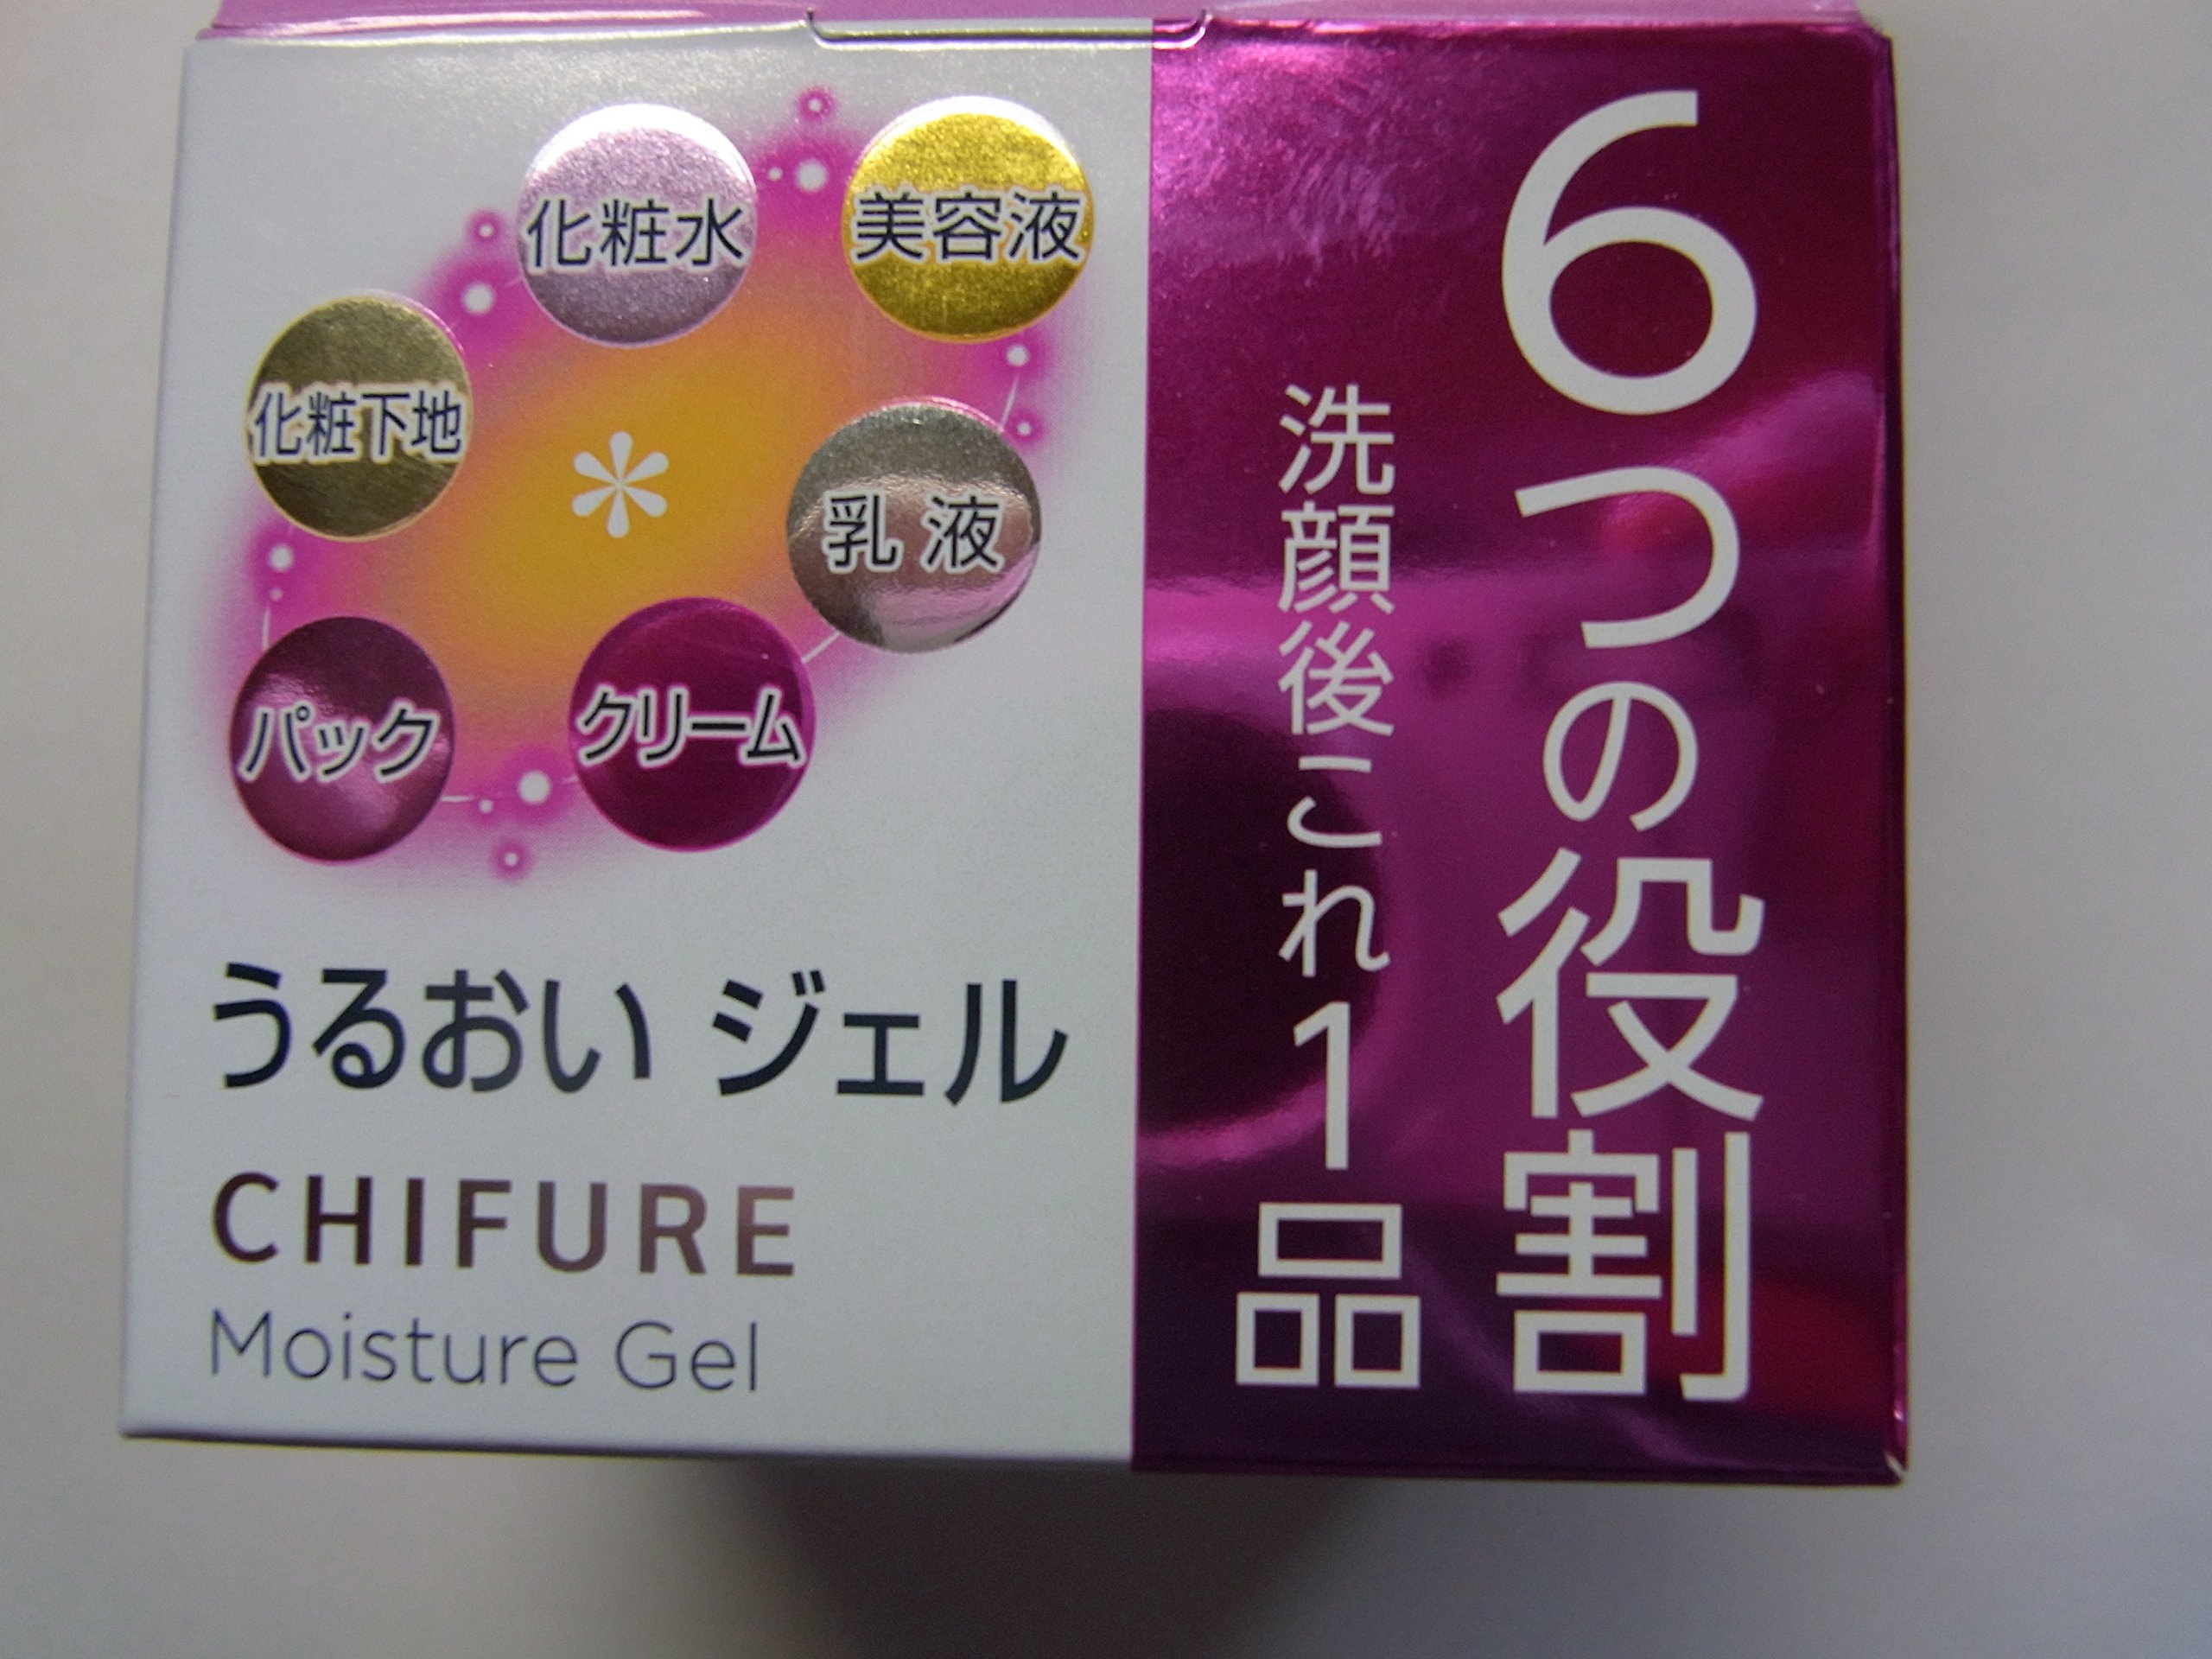 6つの役割
洗顔後これ1品
化粧水
美容液
化粧下地
乳液
パック
クリーム
うるおい ジェル
CHIFURE
Moisture Gel